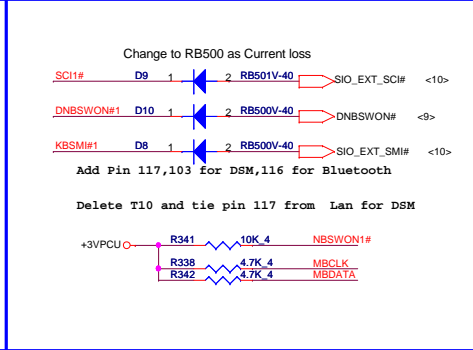 Change to RB500 as Current loss
SCI1# D9 1 2 RB501V-40 SIO_EXT_SCI# <10>
DNBSWON#1 D10 1 2 RB500V-40 DNBSWON# <9>
KBSMI#1 D8 1 2 RB500V-40 SIO_EXT_SMI# <10>
Add Pin 117,103 for DSM,116 for Bluetooth
Delete T10 and tie pin 117 from Lan for DSM
+3VPCU R341 10K_4 NBSWON1#
R338 4.7K_4 MBCLK
R342 4.7K_4 MBDATA